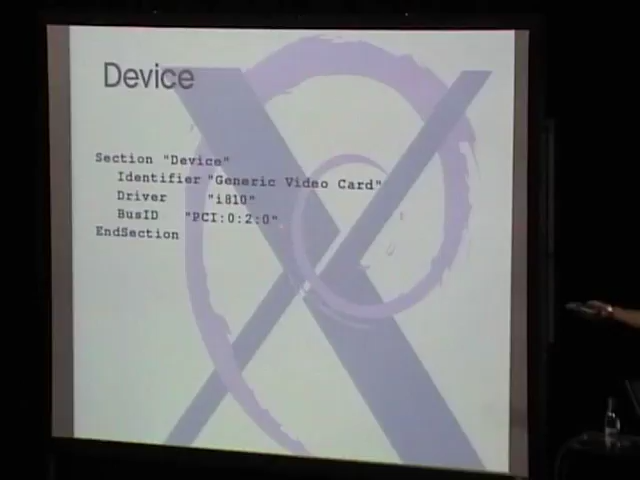 Device
Section "Device"
Identifier "Generic Video Card"
Driver "i810"
BusID "PCI:0:2:0"
EndSection